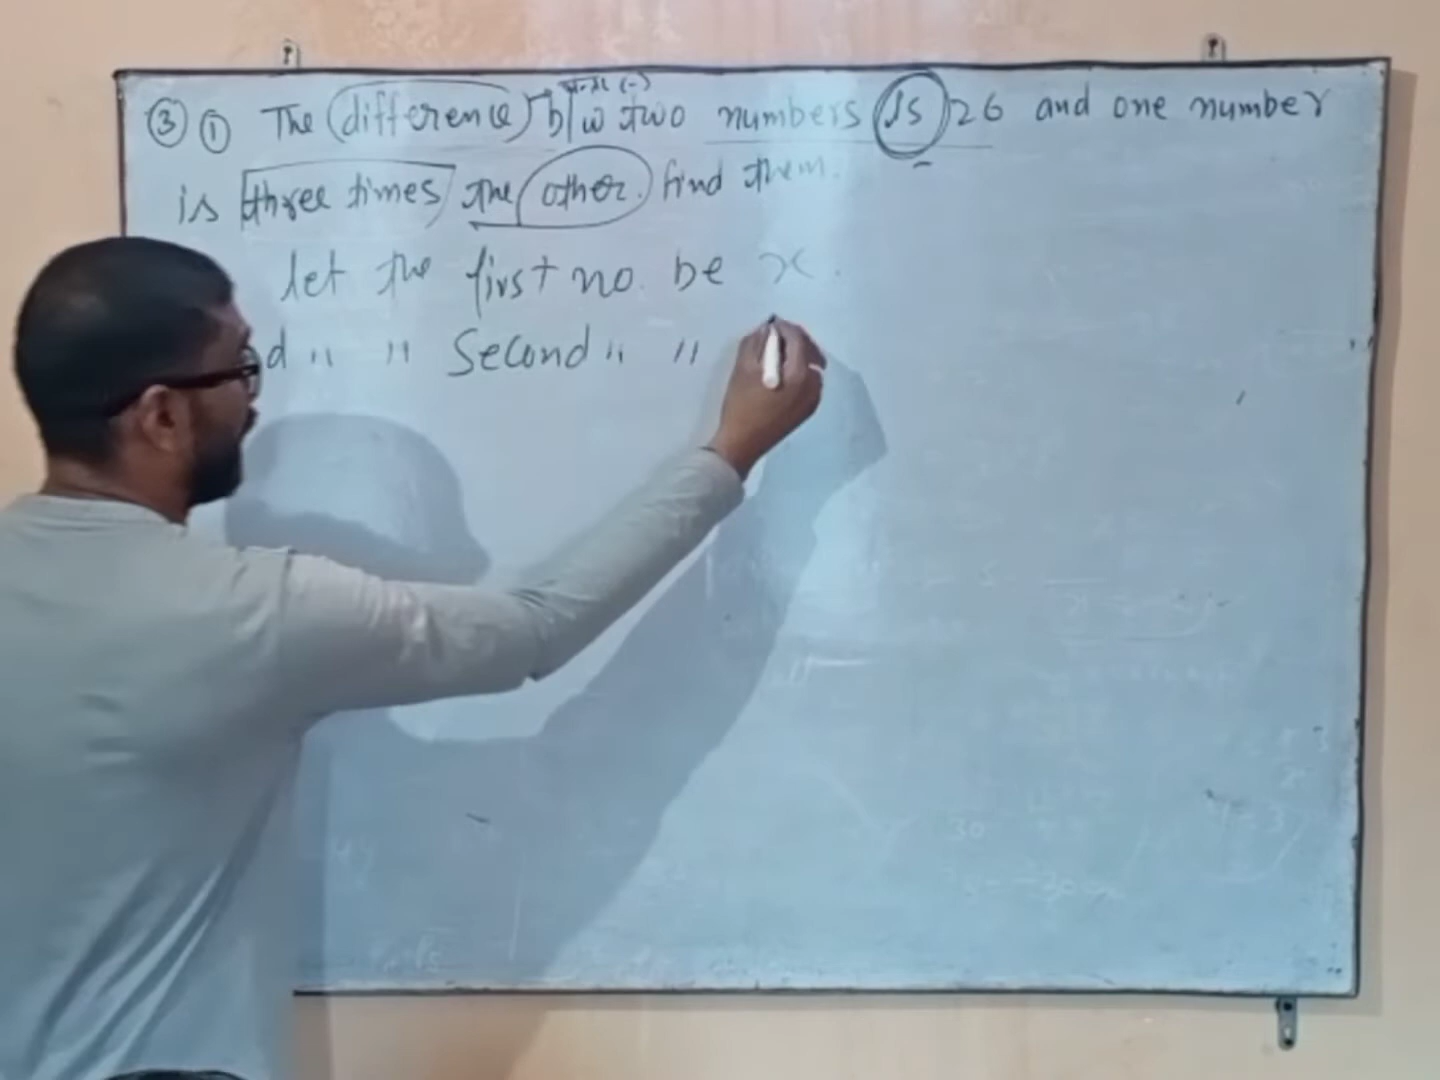 ③ ① The difference b/w two numbers is 26 and one number
is three times the other. find them.
let the first no. be x.
d " " Second " "